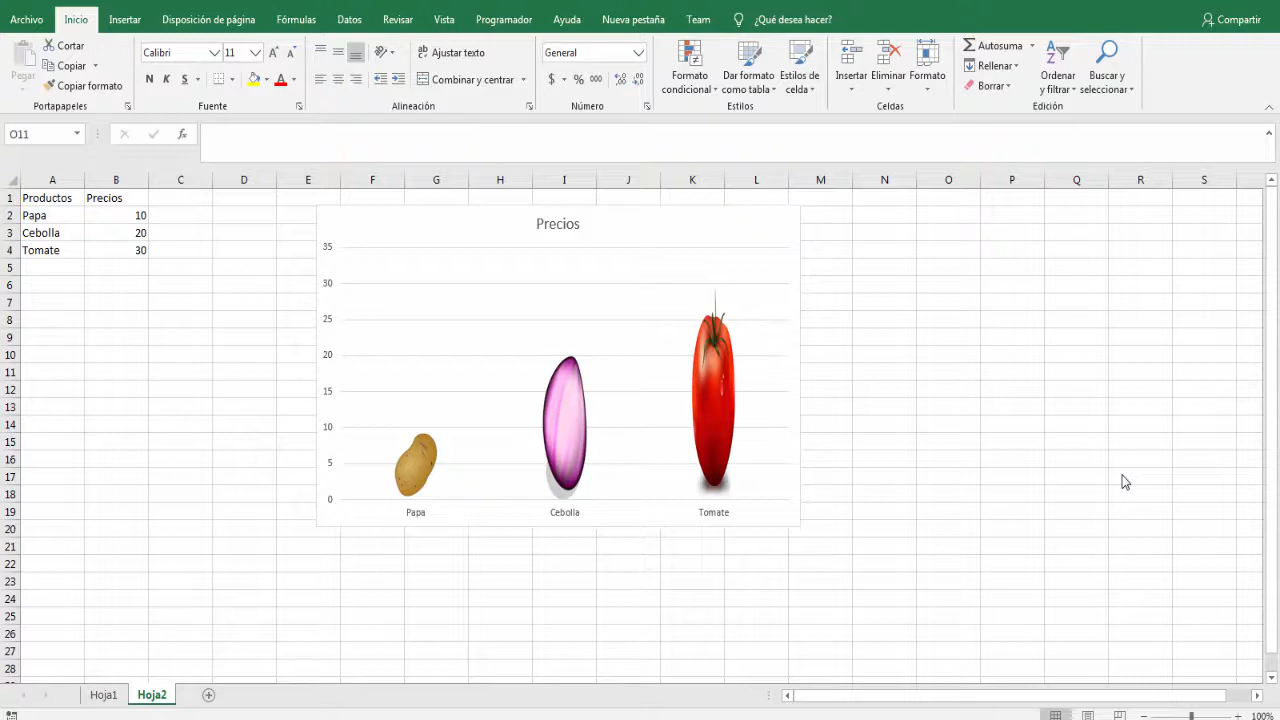 Archivo Inicio Insertar Disposición de página Fórmulas Datos Revisar Vista Programador Ayuda Nueva pestaña Team ¿Qué desea hacer? Compartir
Pegar Cortar Copiar Copiar formato
Calibri 11
N K S
Ajustar texto
Combinar y centrar
General
$ % 000
Formato condicional Dar formato como tabla Estilos de celda
Insertar Eliminar Formato
Autosuma Rellenar Borrar
Ordenar y filtrar Buscar y seleccionar
Portapapeles Fuente Alineación Número Estilos Celdas Edición
O11 fx
A B C D E F G H I J K L M N O P Q R S
1 Productos Precios
2 Papa 10
3 Cebolla 20
4 Tomate 30
5
6
7
8
9
10
11
12
13
14
15
16
17
18
19
20
21
22
23
24
25
26
27
28
Precios
35
30
25
20
15
10
5
0
Papa Cebolla Tomate
Hoja1 Hoja2
100%